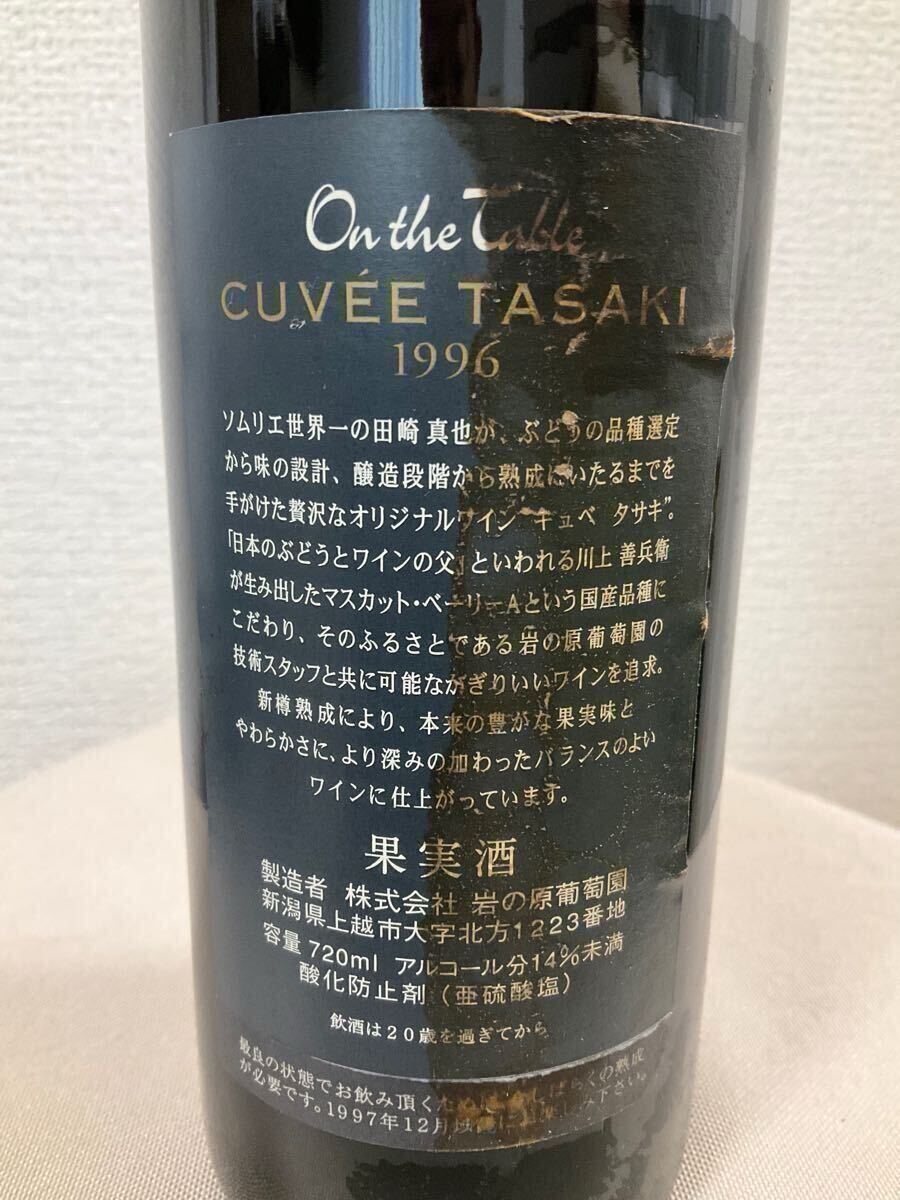 On the Table
CUVÉE TASAKI
1996
ソムリエ世界一の田崎 真也が、ぶどうの品種選定
から味の設計、醸造段階から熟成にいたるまでを
手がけた贅沢なオリジナルワイン"キュベ タサキ"。
「日本のぶどうとワインの父」といわれる川上 善兵衛
が生み出したマスカット・ベーリーAという国産品種に
こだわり、そのふるさとである岩の原葡萄園の
技術スタッフと共に可能なかぎりいいワインを追求。
新樽熟成により、本来の豊かな果実味と
やわらかさに、より深みの加わったバランスのよい
ワインに仕上がっています。
果実酒
製造者 株式会社 岩の原葡萄園
新潟県上越市大字北方1223番地
容量 720ml アルコール分14%未満
酸化防止剤（亜硫酸塩）
飲酒は20歳を過ぎてから
最良の状態でお飲み頂くため しばらくの熟成
が必要です。1997年12月以 み下さい。